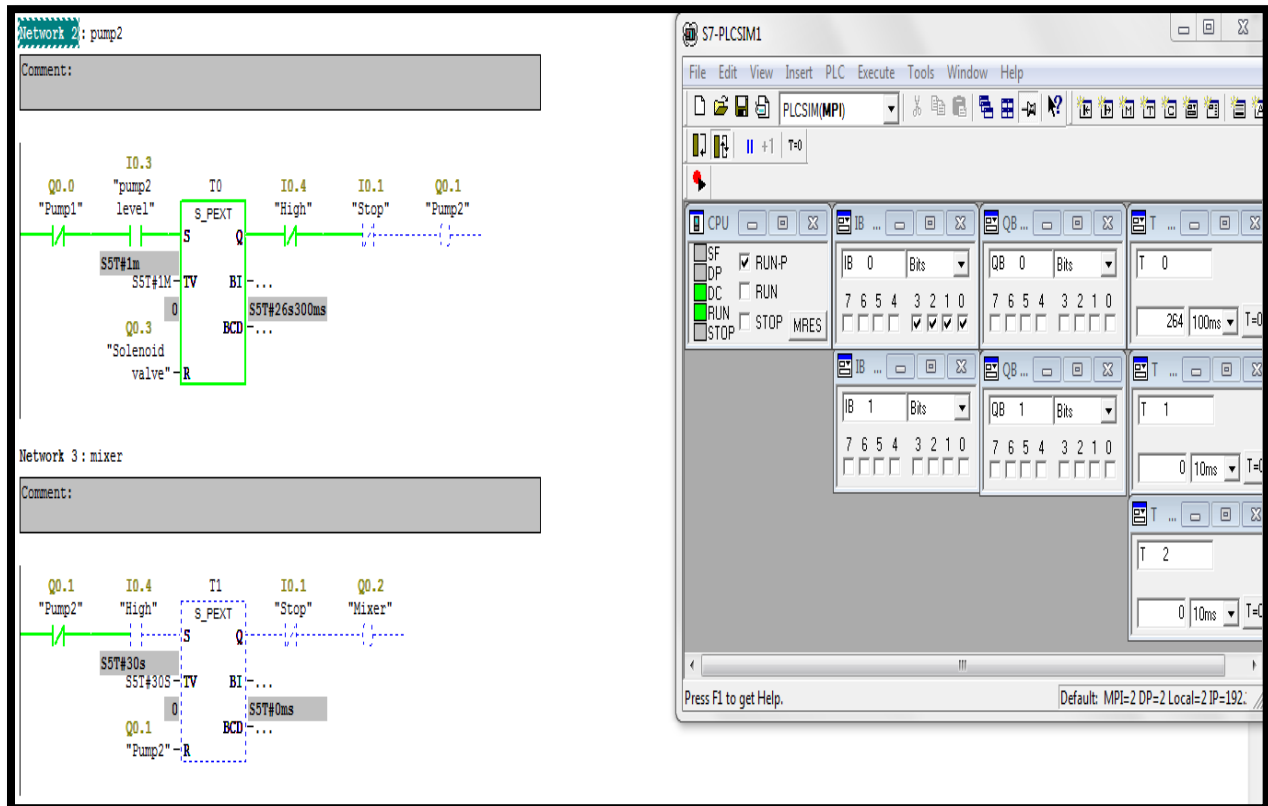 Network 2: pump2
Comment:
I0.3
Q0.0 "pump2 T0 I0.4 I0.1 Q0.1
"Pump1" level" S_PEXT "High" "Stop" "Pump2"
S Q
S5T#1m
S5T#1M TV BI ...
0 S5T#26s300ms
Q0.3 BCD ...
"Solenoid
valve" R
Network 3: mixer
Comment:
Q0.1 I0.4 T1 I0.1 Q0.2
"Pump2" "High" S_PEXT "Stop" "Mixer"
S Q
S5T#30s
S5T#30S TV BI ...
0 S5T#0ms
Q0.1 BCD ...
"Pump2" R
S7-PLCSIM1
File Edit View Insert PLC Execute Tools Window Help
PLCSIM(MPI)
+1 T=0
CPU
SF
DP
DC
RUN
STOP
RUN-P
RUN
STOP MRES
IB ...
IB 0 Bits
7 6 5 4 3 2 1 0
QB ...
QB 0 Bits
7 6 5 4 3 2 1 0
T ...
T 0
264 100ms T=0
IB ...
IB 1 Bits
7 6 5 4 3 2 1 0
QB ...
QB 1 Bits
7 6 5 4 3 2 1 0
T ...
T 1
0 10ms T=0
T ...
T 2
0 10ms T=0
Press F1 to get Help.
Default: MPI=2 DP=2 Local=2 IP=192.